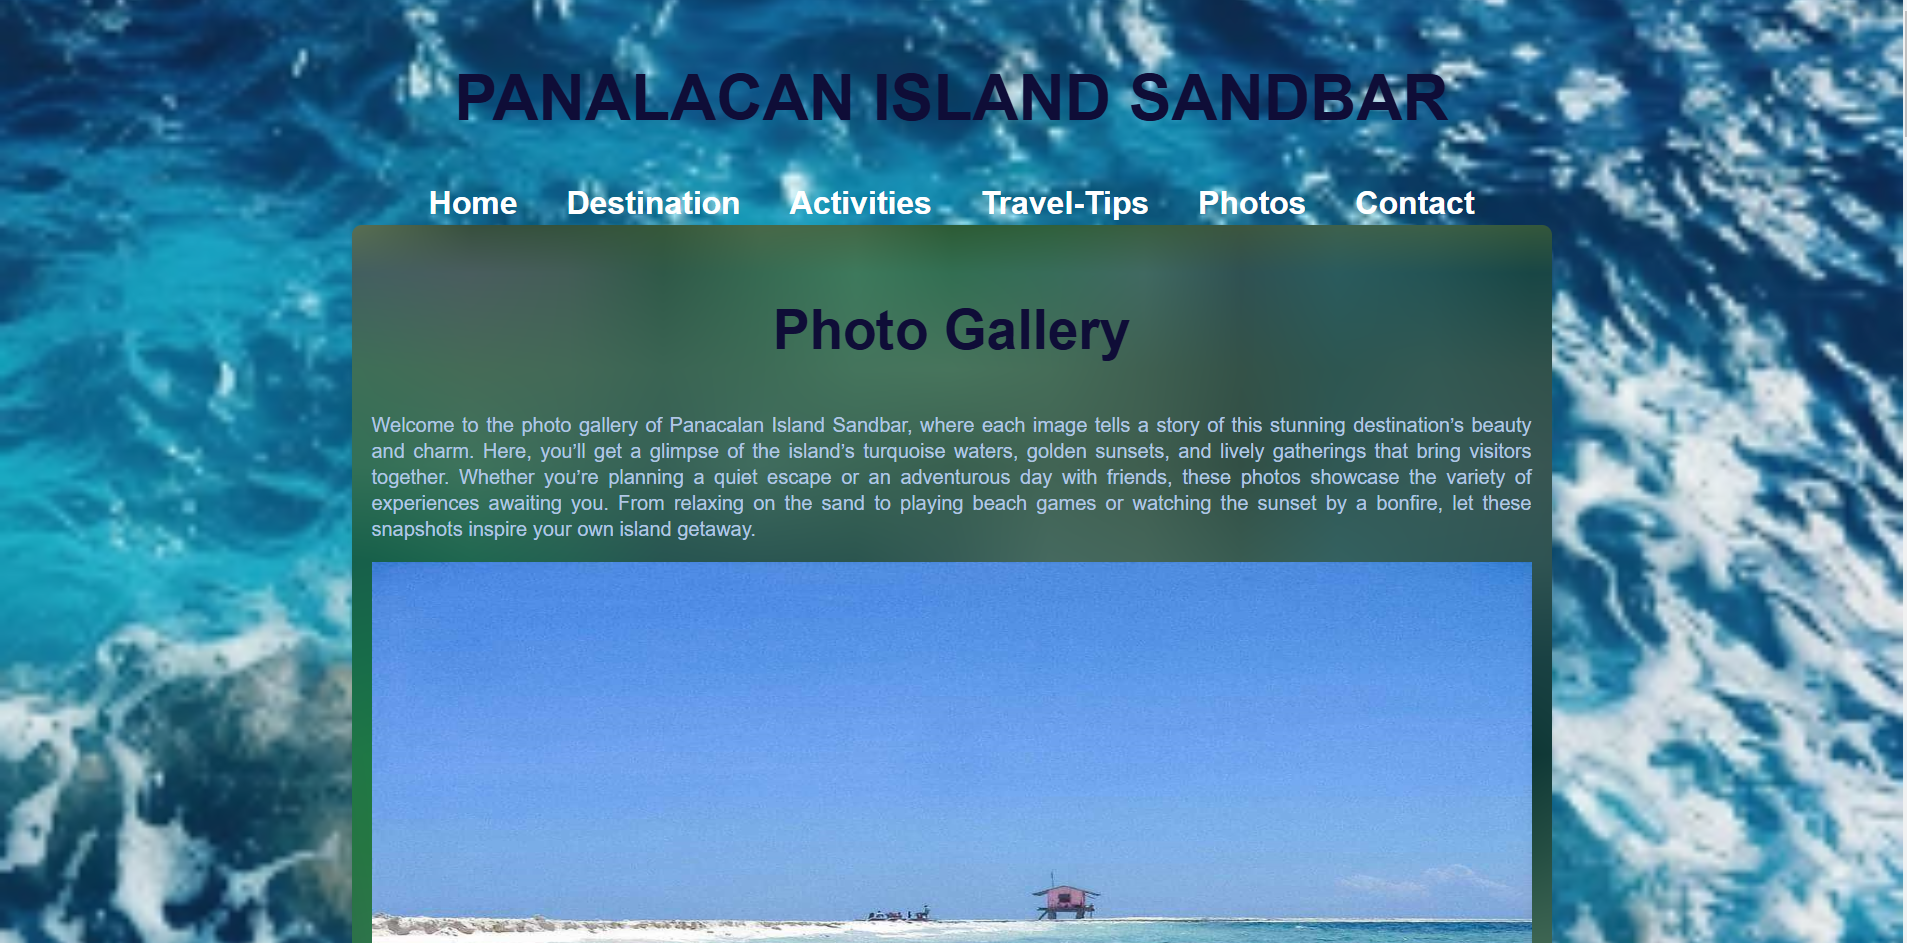 PANALACAN ISLAND SANDBAR
Home Destination Activities Travel-Tips Photos Contact
Photo Gallery
Welcome to the photo gallery of Panacalan Island Sandbar, where each image tells a story of this stunning destination’s beauty
and charm. Here, you’ll get a glimpse of the island’s turquoise waters, golden sunsets, and lively gatherings that bring visitors
together. Whether you’re planning a quiet escape or an adventurous day with friends, these photos showcase the variety of
experiences awaiting you. From relaxing on the sand to playing beach games or watching the sunset by a bonfire, let these
snapshots inspire your own island getaway.